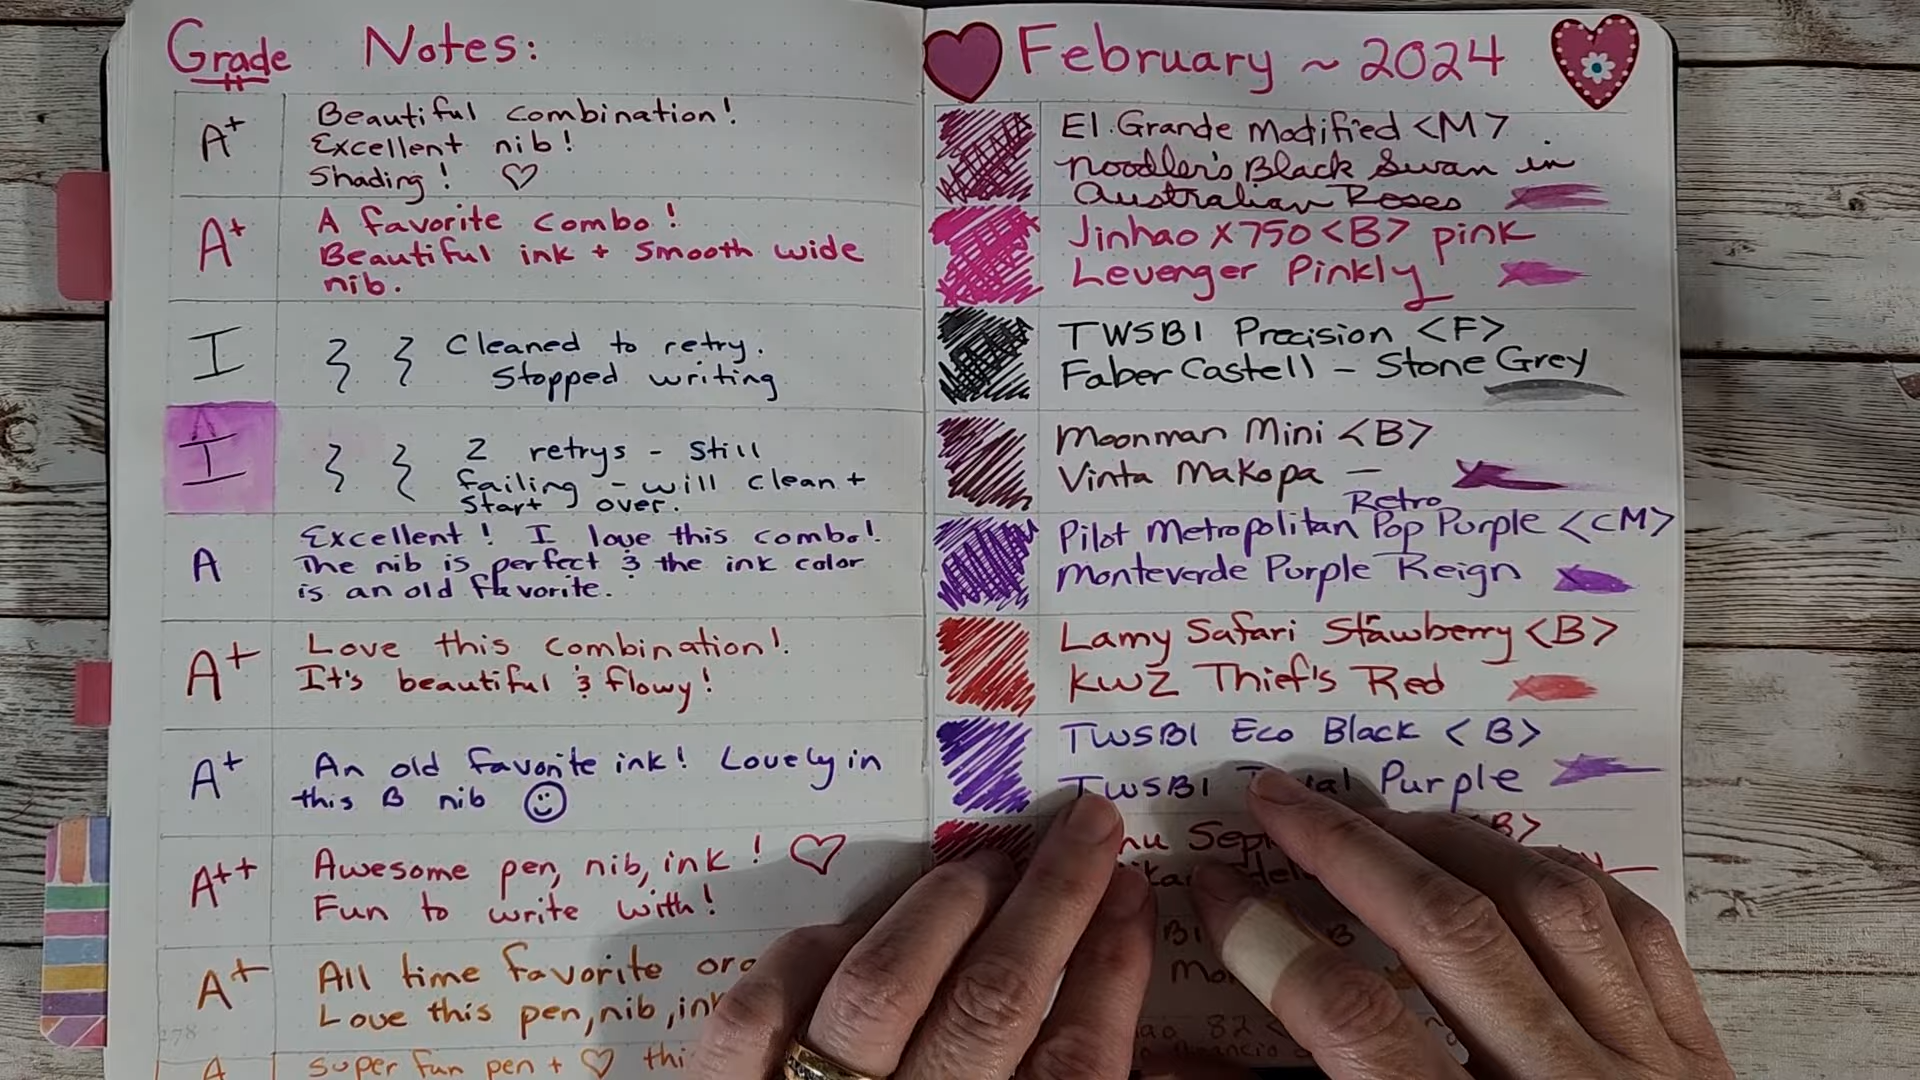 Grade Notes:
A+
Beautiful combination!
Excellent nib!
Shading! ♡
A+
A favorite combo!
Beautiful ink + smooth wide
nib.
I
Cleaned to retry.
Stopped writing
I
2 retrys - still
failing - will clean +
start over.
A
Excellent! I love this combo!
The nib is perfect & the ink color
is an old favorite.
A+
Love this combination!
It's beautiful & flowy!
A+
An old favorite ink! Lovely in
this B nib
A++
Awesome pen, nib, ink! ♡
Fun to write with!
A+
All time favorite
Love this pen, nib, ink
A
Super fun pen + ♡
278
February ~ 2024
El Grande Modified <M>
Noodler's Black Swan in
Australian Roses
Jinhao X750 <B> pink
Levenger Pinkly
TWSBI Precision <F>
Faber Castell - Stone Grey
Moonman Mini <B>
Vinta Makopa -
Retro
Pilot Metropolitan Pop Purple <CM>
Monteverde Purple Reign
Lamy Safari Stawberry <B>
KWZ Thief's Red
TWSBI Eco Black <B>
TWSBI Purple
B>
B
82